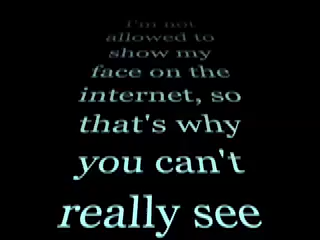 I'm not
allowed to
show my
face on the
internet, so
that's why
you can't
really see